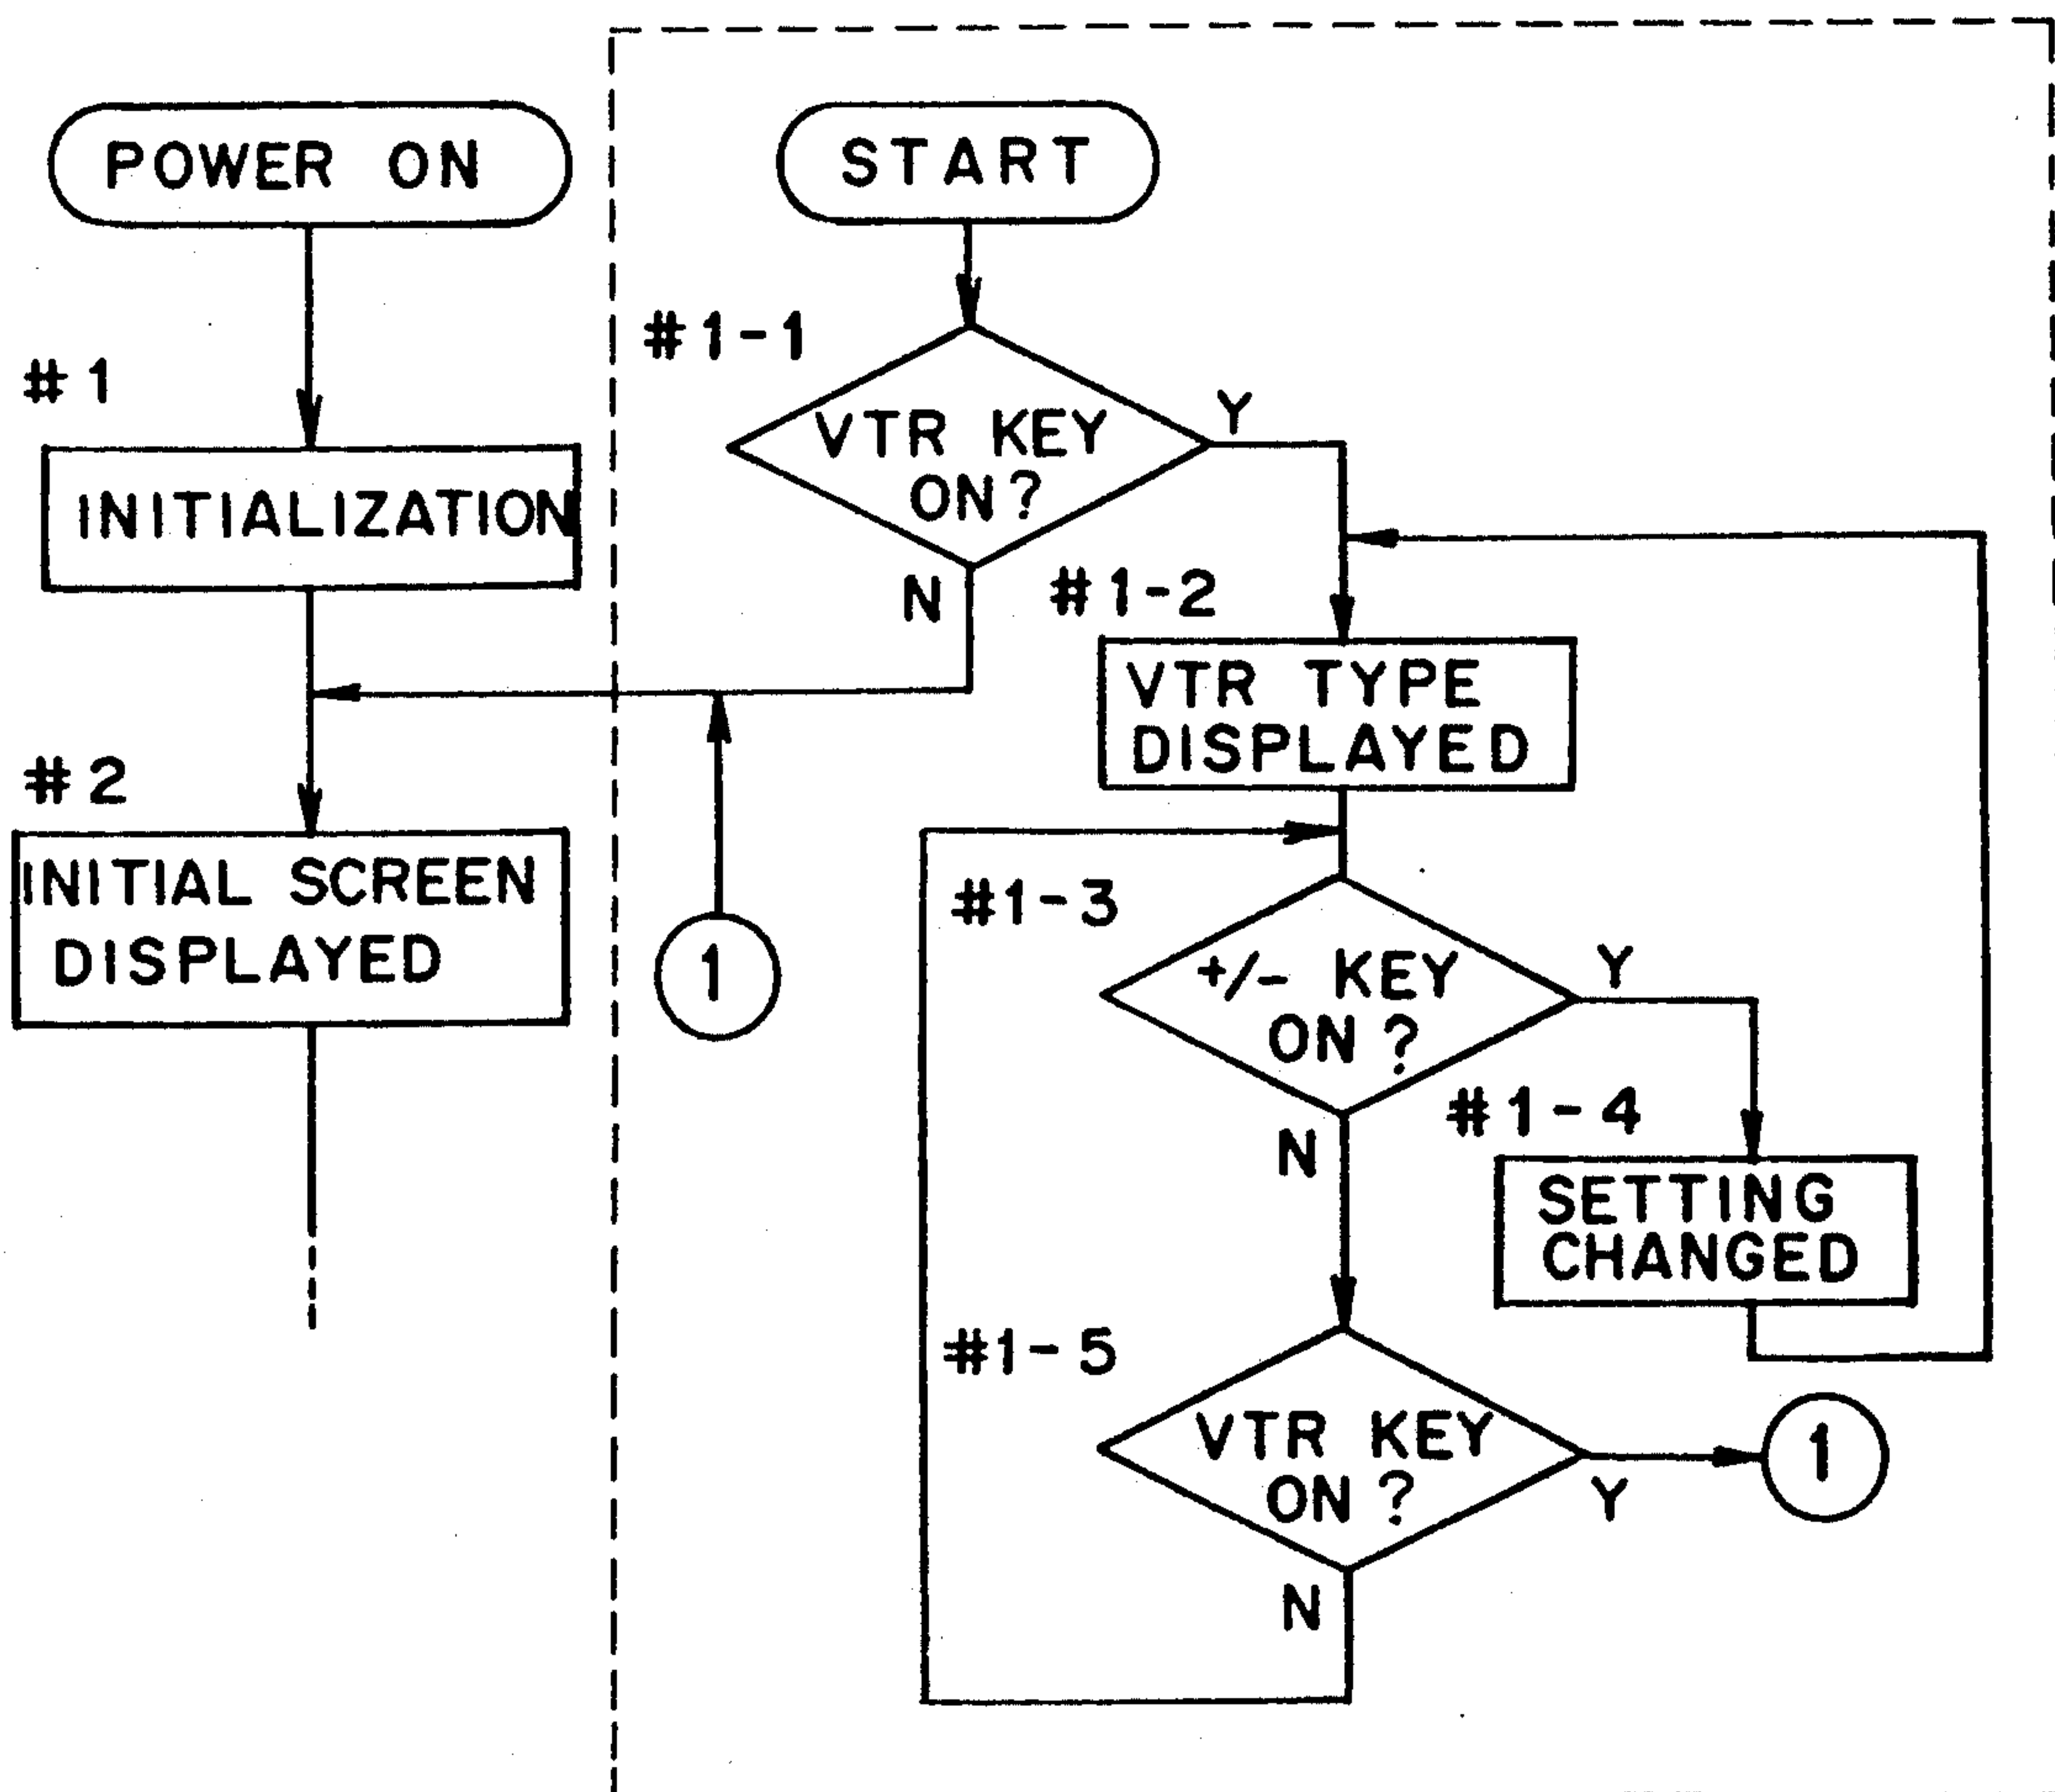 POWER ON
#1
INITIALIZATION
#2
INITIAL SCREEN
DISPLAYED
START
#1-1
VTR KEY
ON?
Y
N
1
#1-2
VTR TYPE
DISPLAYED
#1-3
+/- KEY
ON?
Y
N
#1-4
SETTING
CHANGED
#1-5
VTR KEY
ON?
Y
1
N